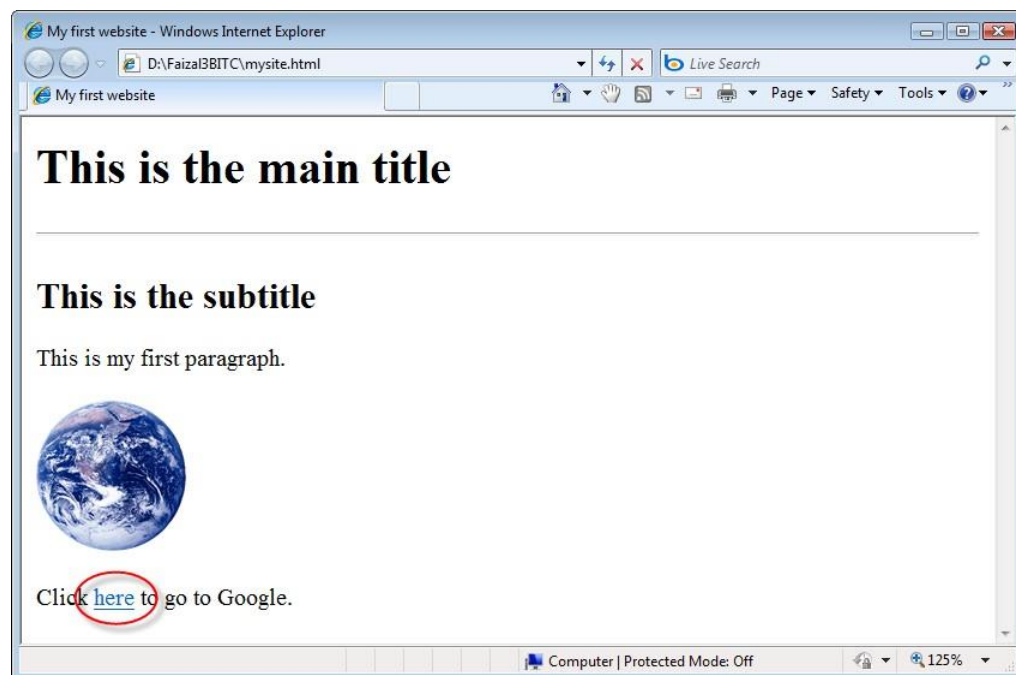 My first website - Windows Internet Explorer
D:\Faizal3BITC\mysite.html
Live Search
My first website
Page Safety Tools
This is the main title
This is the subtitle
This is my first paragraph.
Click here to go to Google.
Computer | Protected Mode: Off
125%